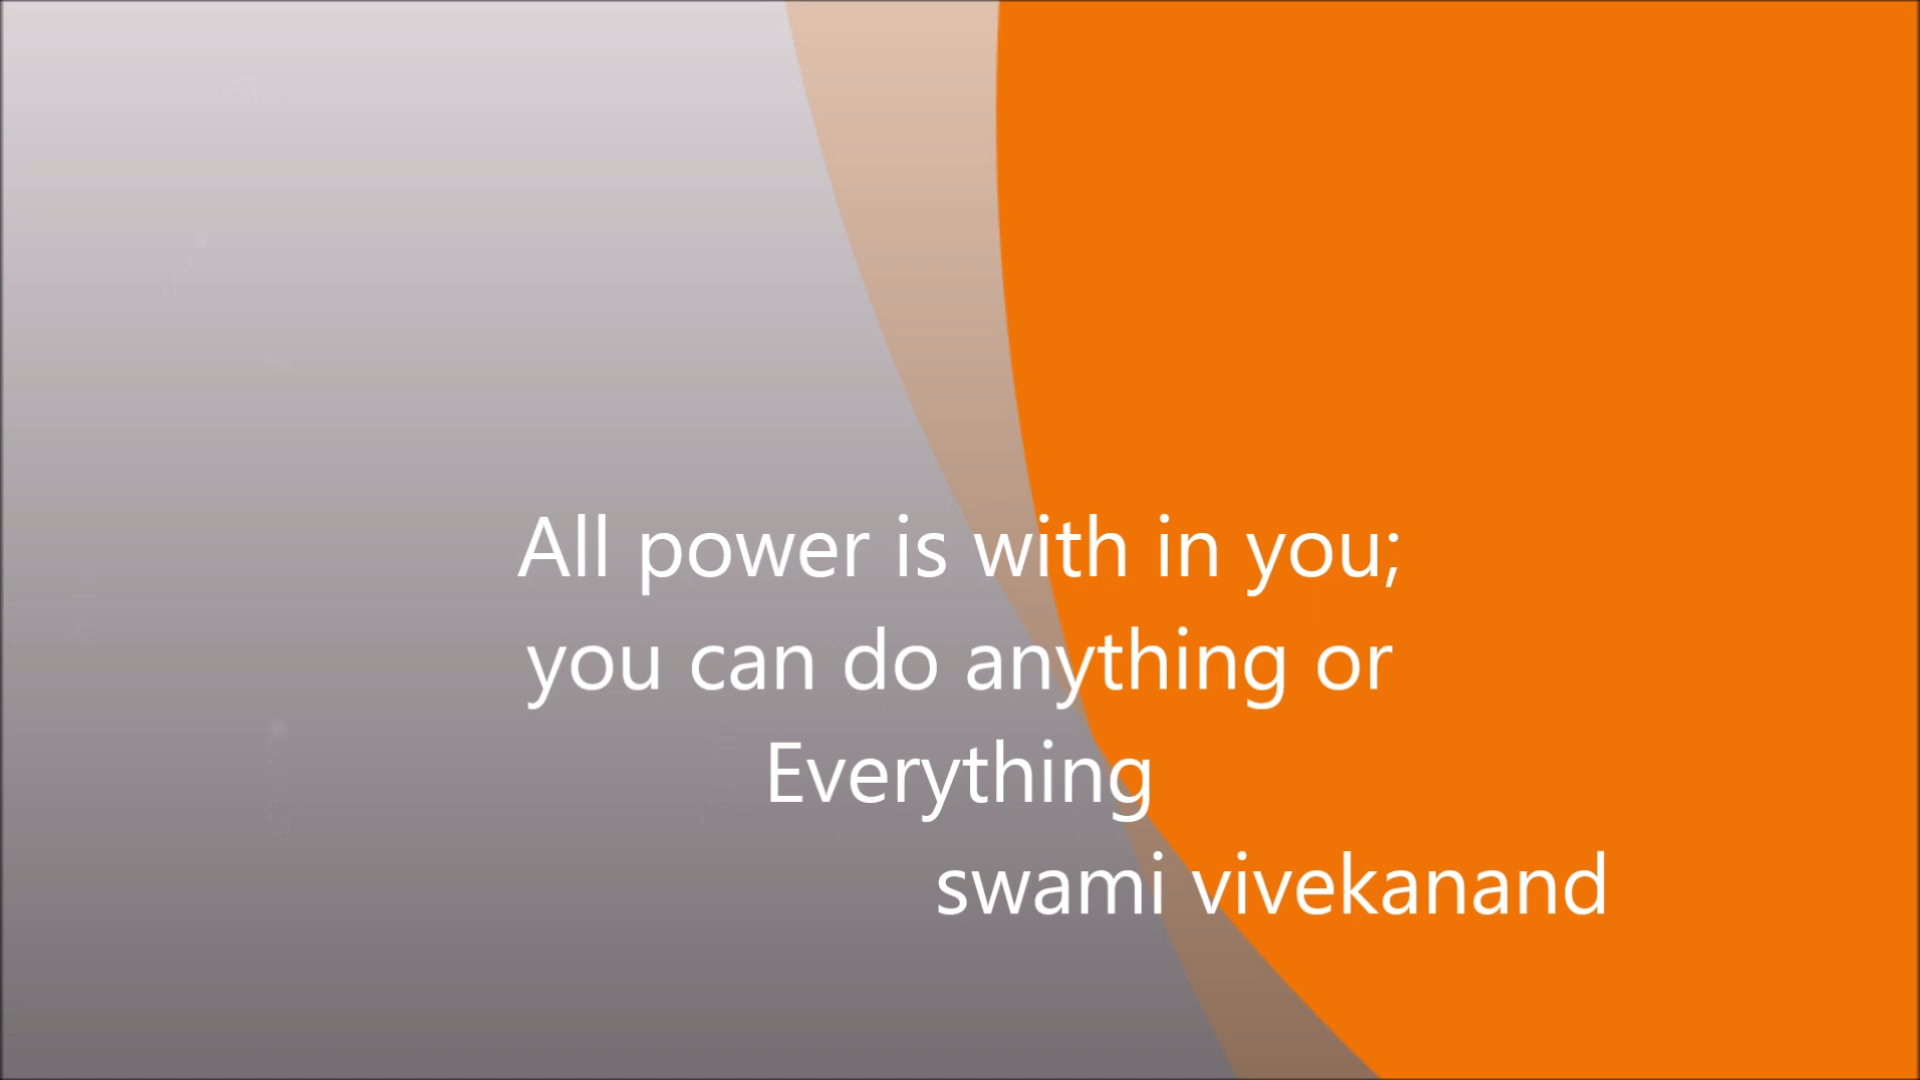 All power is with in you;
you can do anything or
Everything
swami vivekanand